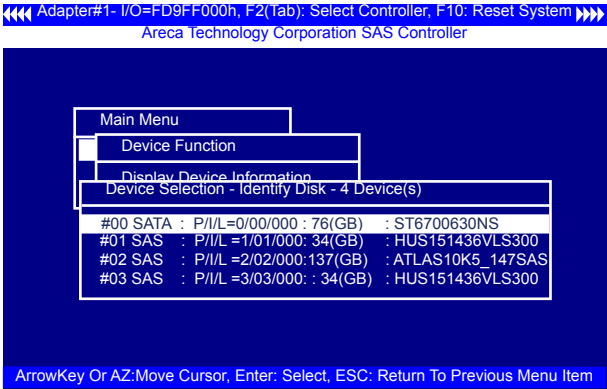 Adapter#1- I/O=FD9FF000h, F2(Tab): Select Controller, F10: Reset System
Areca Technology Corporation SAS Controller
Main Menu
Device Function
Display Device Information
Device Selection - Identify Disk - 4 Device(s)
#00 SATA : P/I/L=0/00/000 : 76(GB) : ST6700630NS
#01 SAS : P/I/L =1/01/000: 34(GB) : HUS151436VLS300
#02 SAS : P/I/L =2/02/000:137(GB) : ATLAS10K5_147SAS
#03 SAS : P/I/L =3/03/000: : 34(GB) : HUS151436VLS300
ArrowKey Or AZ:Move Cursor, Enter: Select, ESC: Return To Previous Menu Item